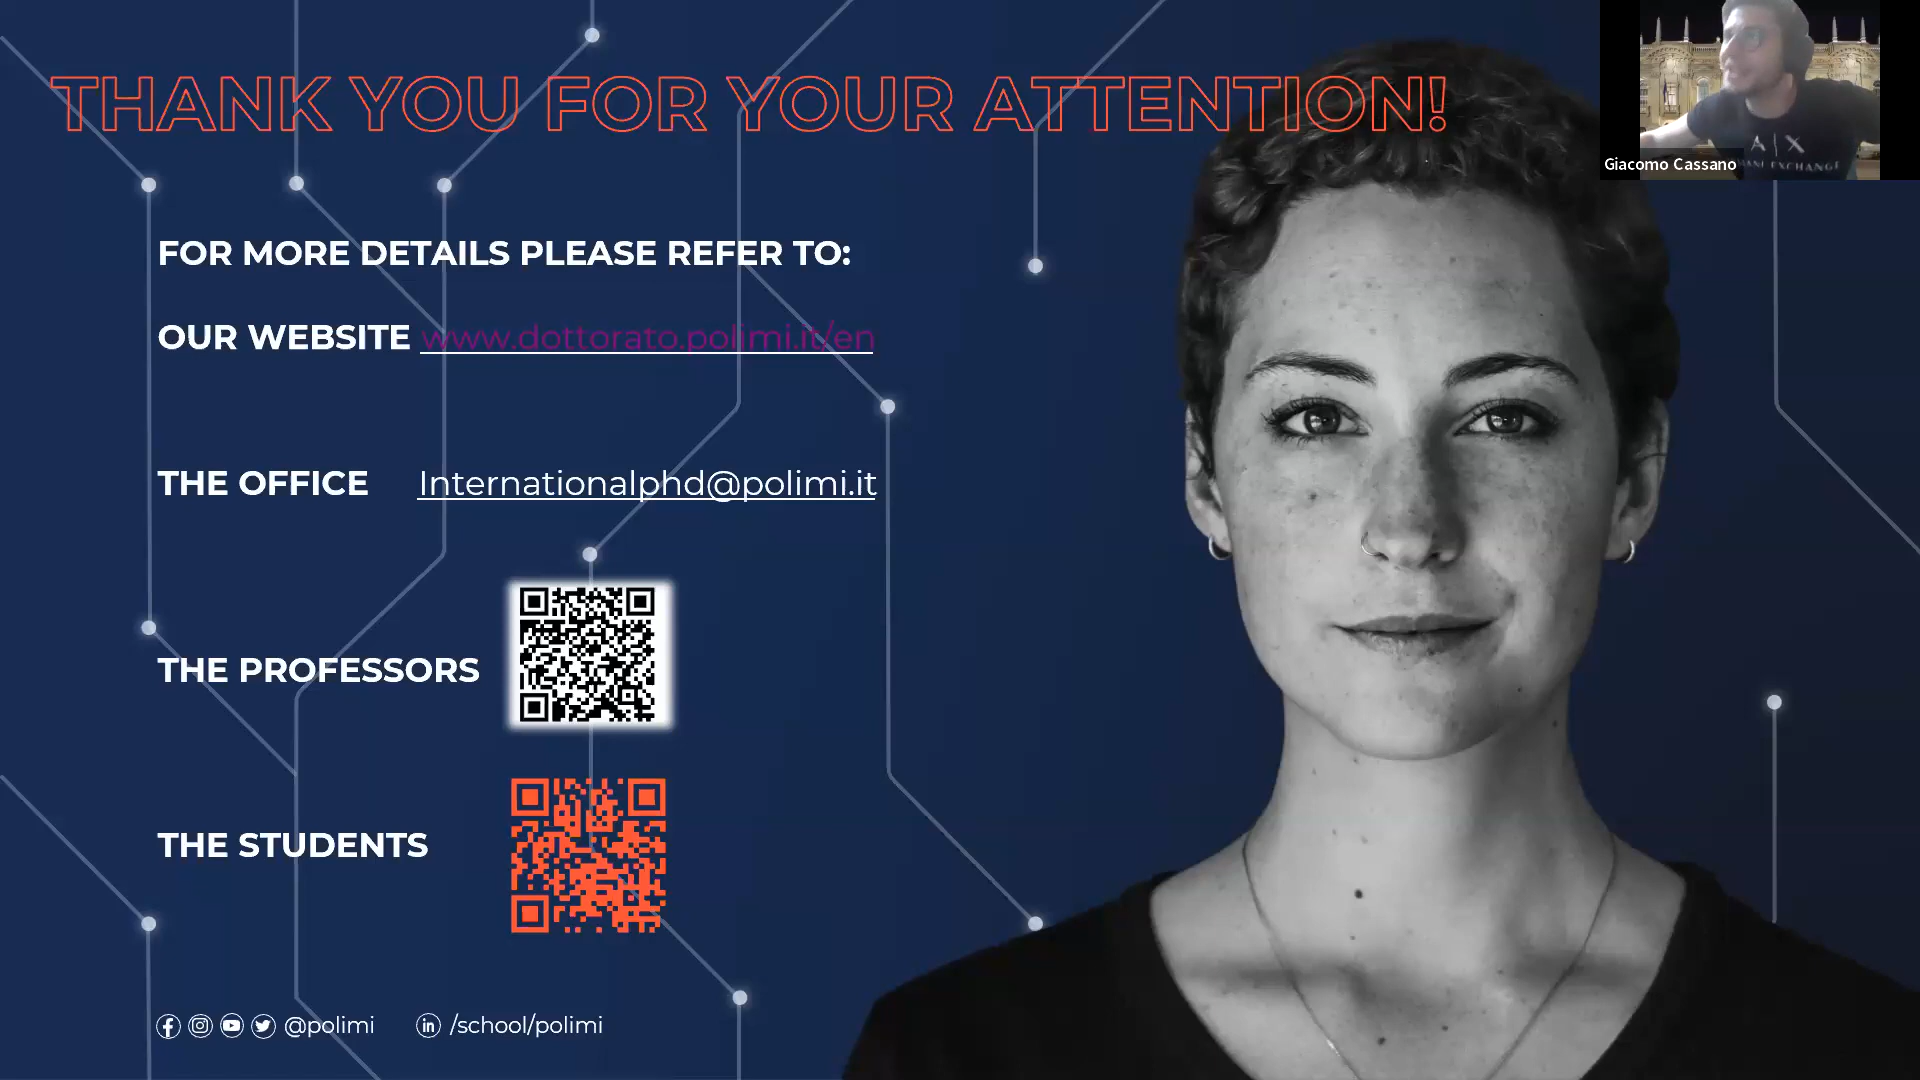 THANK YOU FOR YOUR ATTENTION!
FOR MORE DETAILS PLEASE REFER TO:
OUR WEBSITE www.dottorato.polimi.it/en
THE OFFICE Internationalphd@polimi.it
THE PROFESSORS
THE STUDENTS
@polimi /school/polimi
A|X
EXCHANGE
Giacomo Cassano